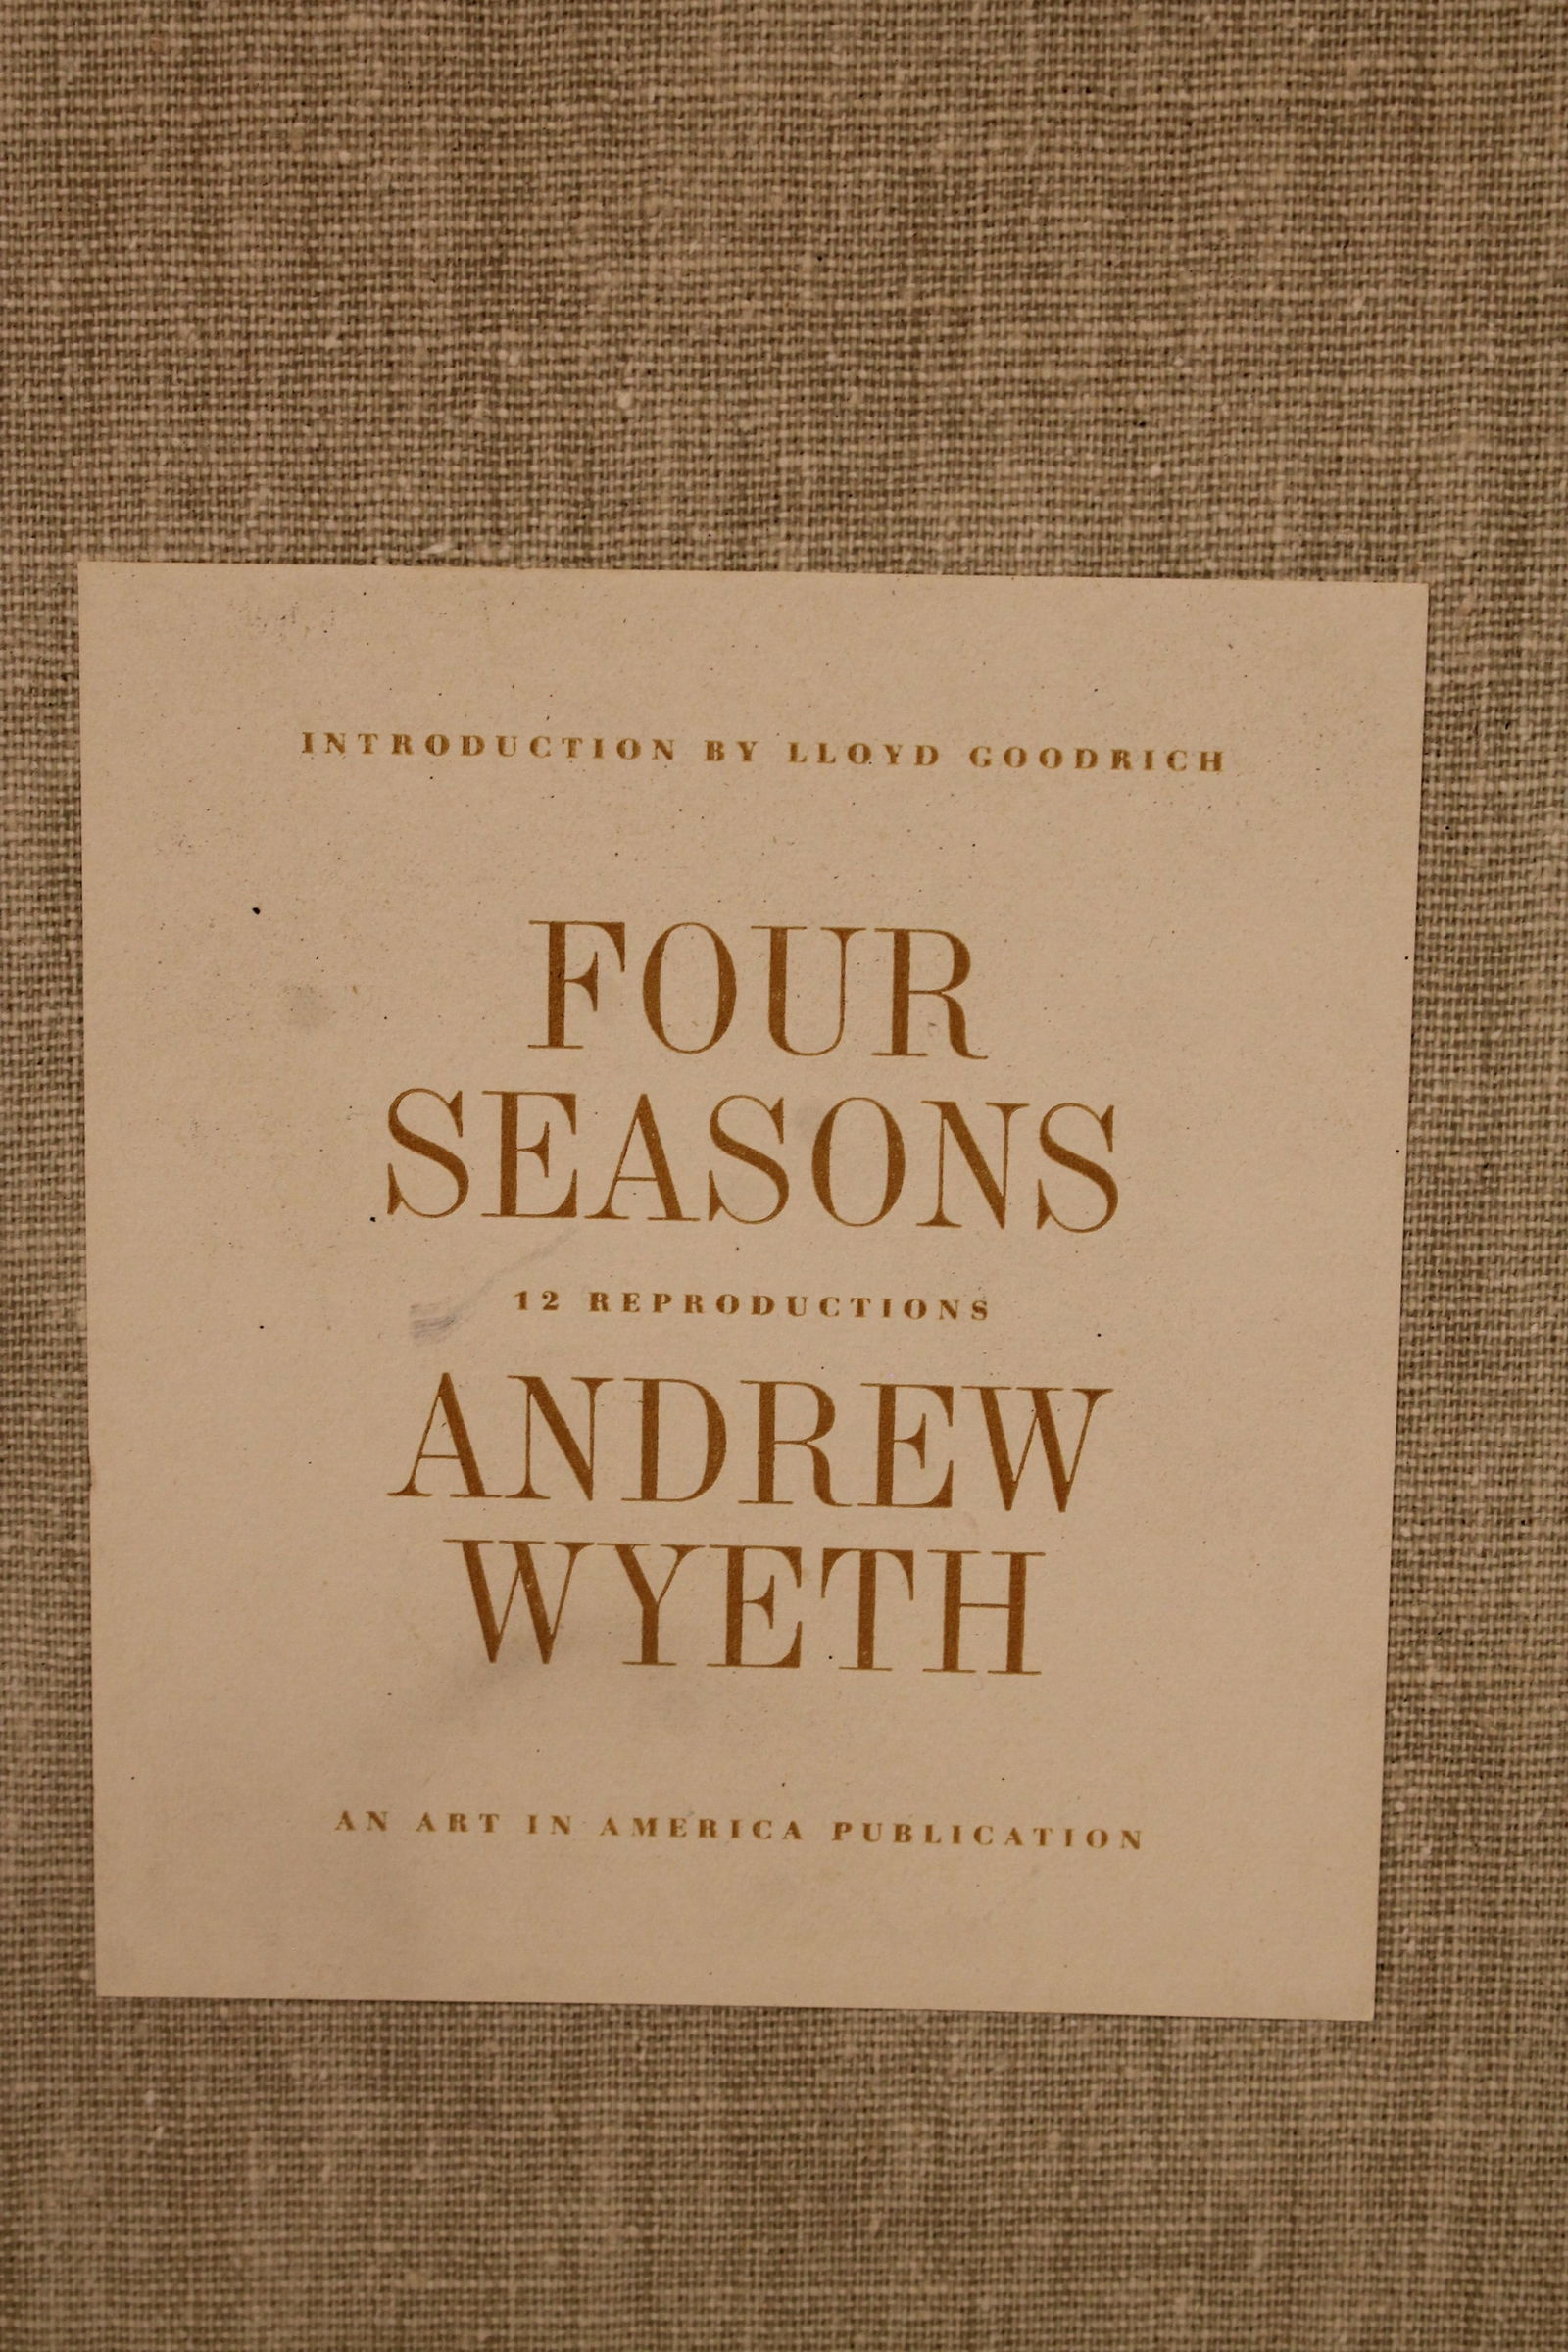 INTRODUCTION BY LLOYD GOODRICH
FOUR
SEASONS
12 REPRODUCTIONS
ANDREW
WYETH
AN ART IN AMERICA PUBLICATION